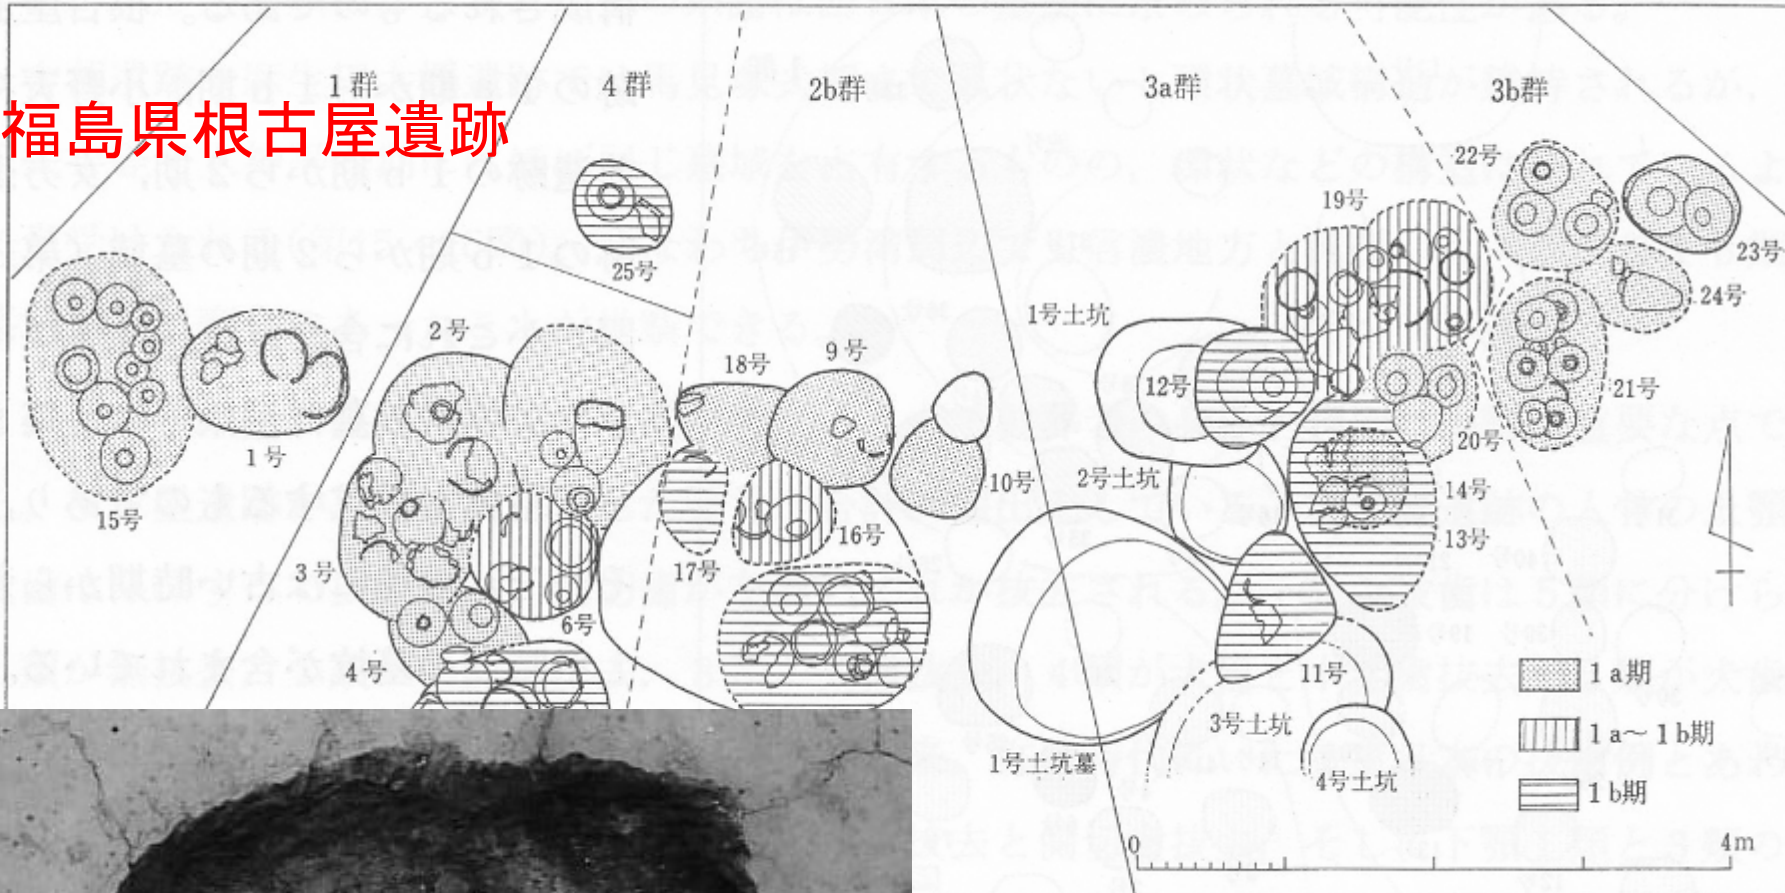 1群
4群
2b群
3a群
3b群
福島県根古屋遺跡
22号
19号
23号
25号
24号
2号
1号土坑
18号
9号
12号
21号
1号
20号
2号土坑
10号
14号
15号
16号
13号
3号
17号
6号
4号
11号
1a期
3号土坑
1a〜1b期
1号土坑墓
4号土坑
1b期
0
4m